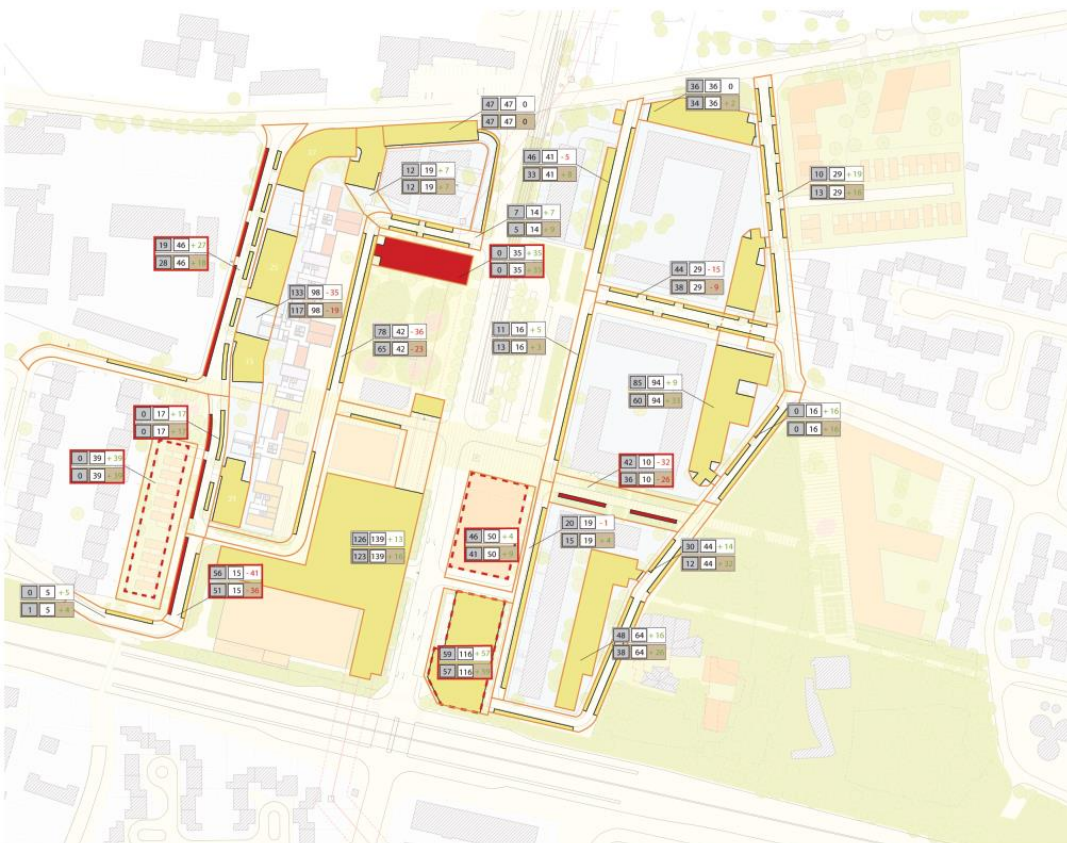 36 36 0
34 36 + 2
47 47 0
47 47 0
46 41 - 5
33 41 + 8
12 19 + 7
12 19 + 7
10 29 + 19
13 29 + 16
7 14 + 7
5 14 + 9
19 46 + 27
28 46 + 18
0 35 + 35
0 35 + 35
44 29 - 15
38 29 - 9
133 98 - 35
117 98 - 19
78 42 - 36
65 42 - 23
11 16 + 5
13 16 + 3
85 94 + 9
60 94
0 17 + 17
0 17 + 17
0 16 + 16
0 16 + 16
0 39 + 39
0 39 + 39
42 10 - 32
36 10 - 26
20 19 - 1
15 19 + 4
126 139 + 13
123 139 + 16
46 50 + 4
41 50 + 9
30 44 + 14
12 44 + 32
56 15 - 41
51 15 - 36
0 5 + 5
1 5 + 4
48 64 + 16
38 64 + 26
59 116 + 57
57 116 + 59